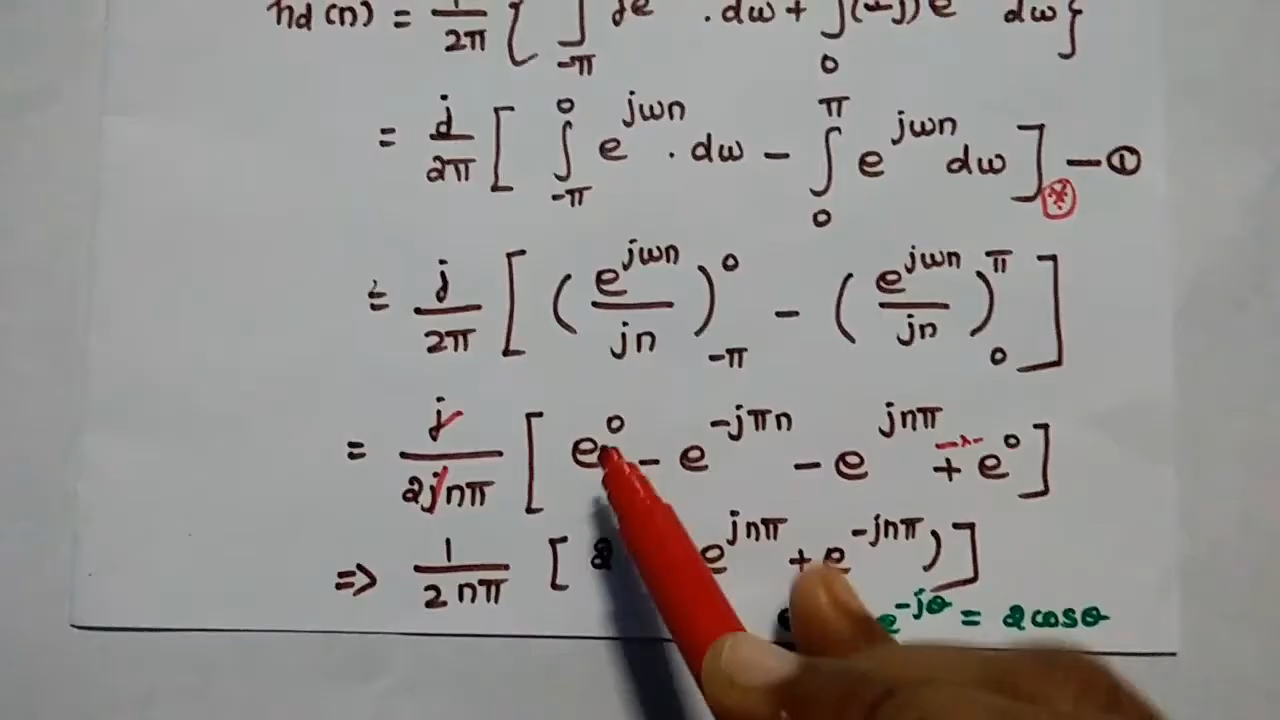 hd(n) = 1/2π { ∫_-π je . dω + ∫_0 (-j) e dω }
= j/2π [ ∫_-π^0 e^jωn . dω - ∫_0^π e^jωn dω ] - ①
= j/2π [ (e^jωn/jn)_-π^0 - (e^jωn/jn)_0^π ]
= j/2jnπ [ e^0 - e^-jπn - e^jnπ + e^0 ]
=> 1/2nπ [ 2 e^jnπ + e^-jnπ ) ]
e^-jθ = 2cosθ